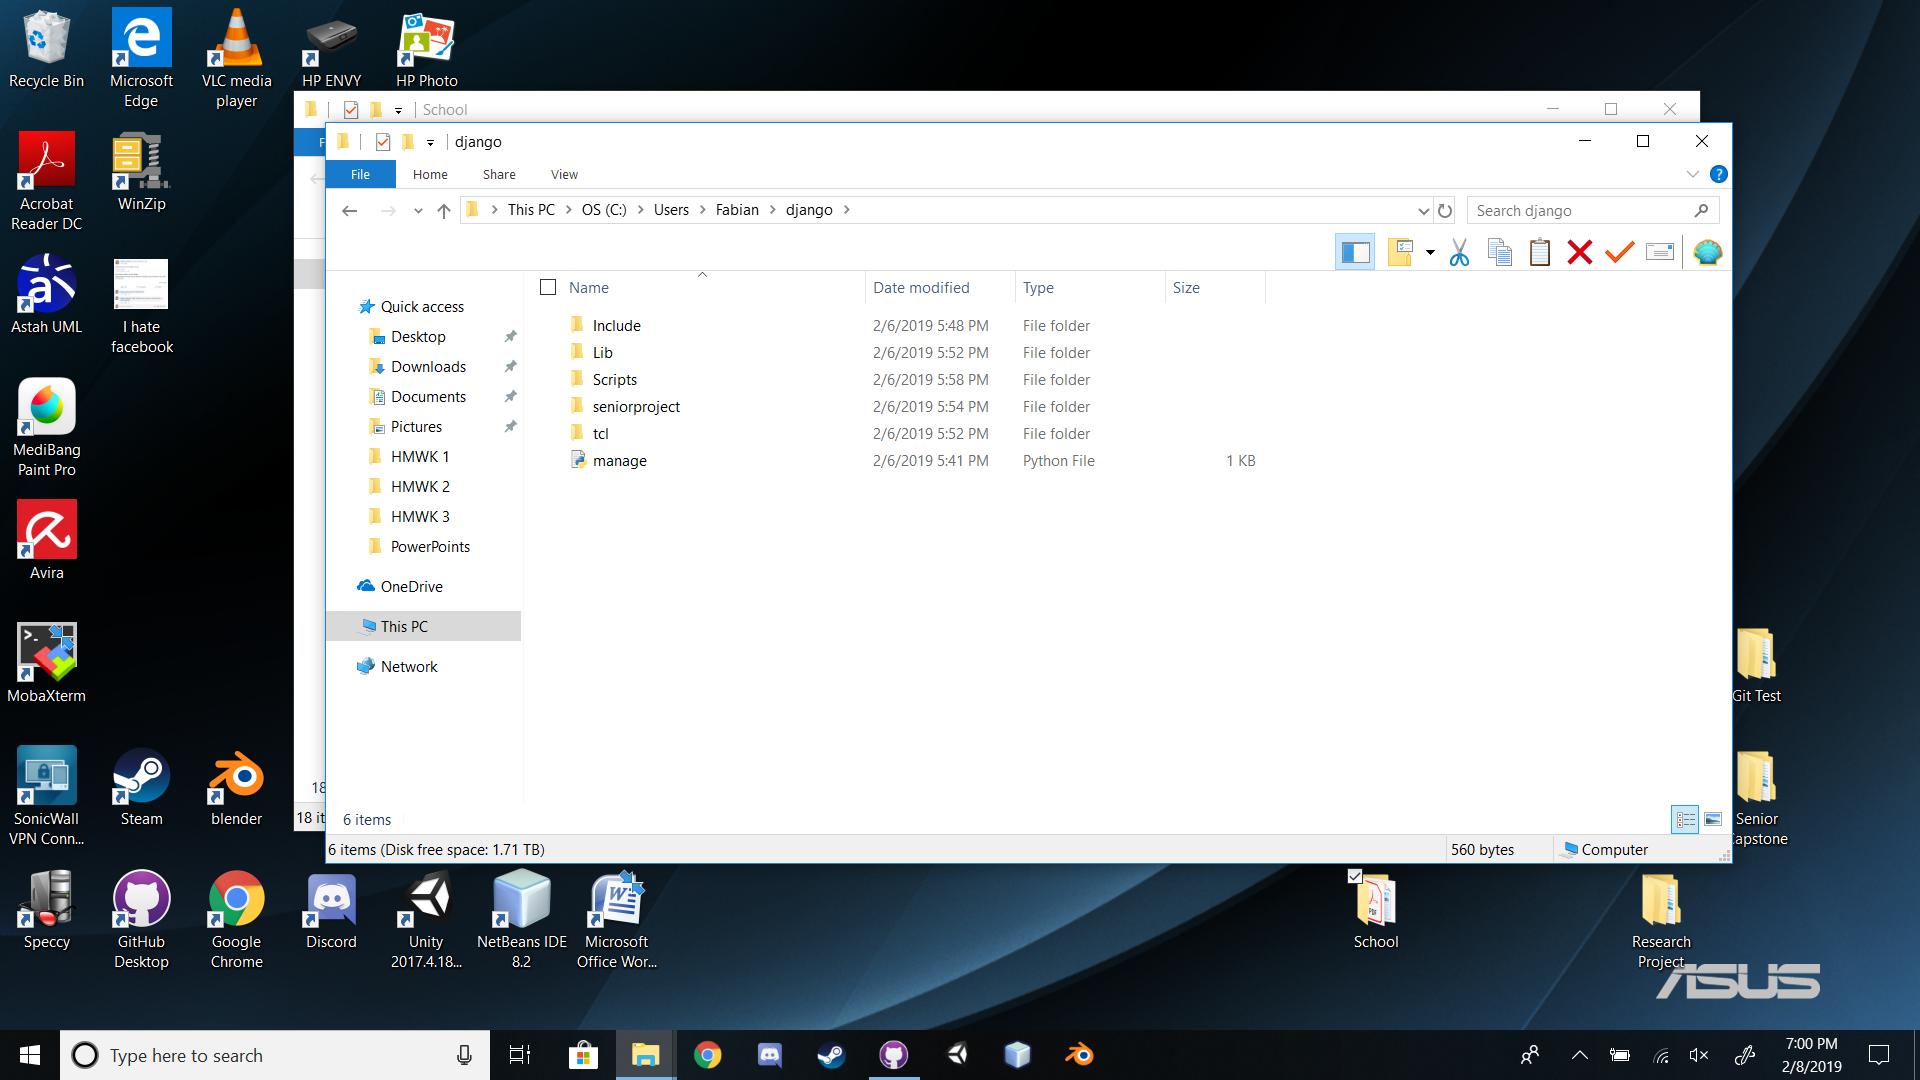 Recycle Bin
Microsoft
Edge
VLC media
player
HP ENVY
HP Photo
School
django
File
Home
Share
View
This PC
OS (C:)
Users
Fabian
django
Search django
Acrobat
Reader DC
WinZip
Astah UML
I hate
facebook
MediBang
Paint Pro
Avira
MobaXterm
SonicWall
VPN Conn...
Steam
blender
Speccy
GitHub
Desktop
Google
Chrome
Discord
Unity
2017.4.18...
NetBeans IDE
8.2
Microsoft
Office Wor...
Quick access
Desktop
Downloads
Documents
Pictures
HMWK 1
HMWK 2
HMWK 3
PowerPoints
OneDrive
This PC
Network
Name Date modified Type Size
Include 2/6/2019 5:48 PM File folder
Lib 2/6/2019 5:52 PM File folder
Scripts 2/6/2019 5:58 PM File folder
seniorproject 2/6/2019 5:54 PM File folder
tcl 2/6/2019 5:52 PM File folder
manage 2/6/2019 5:41 PM Python File 1 KB
18
18 it
6 items
6 items (Disk free space: 1.71 TB)
560 bytes
Computer
Git Test
Senior
Capstone
School
Research
Project
ASUS
Type here to search
7:00 PM
2/8/2019